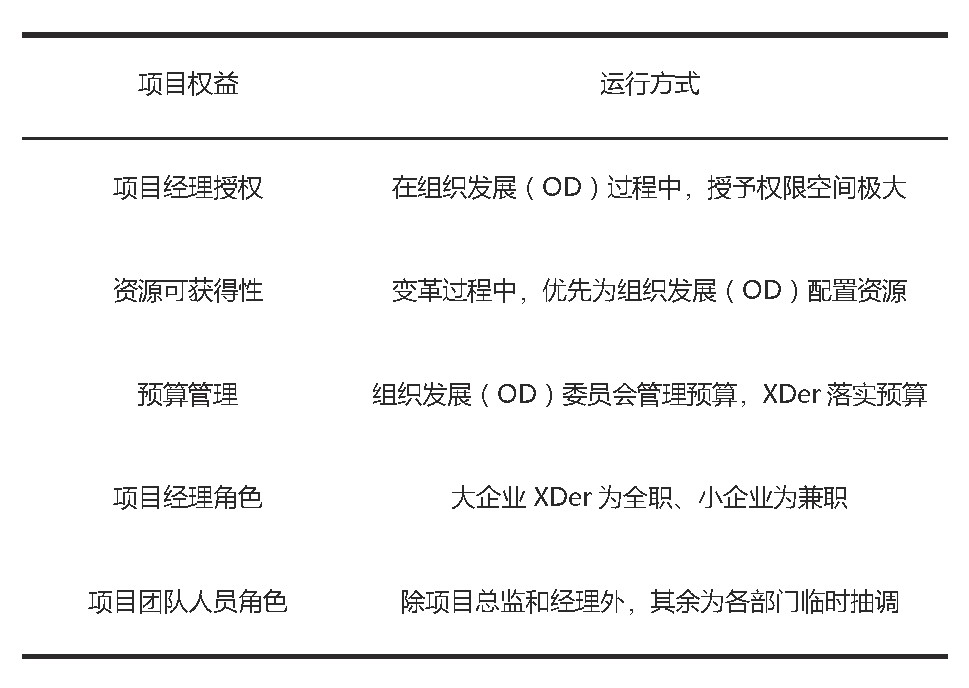 项目权益 运行方式
项目经理授权 在组织发展（OD）过程中，授予权限空间极大
资源可获得性 变革过程中，优先为组织发展（OD）配置资源
预算管理 组织发展（OD）委员会管理预算，XDer 落实预算
项目经理角色 大企业 XDer 为全职、小企业为兼职
项目团队人员角色 除项目总监和经理外，其余为各部门临时抽调